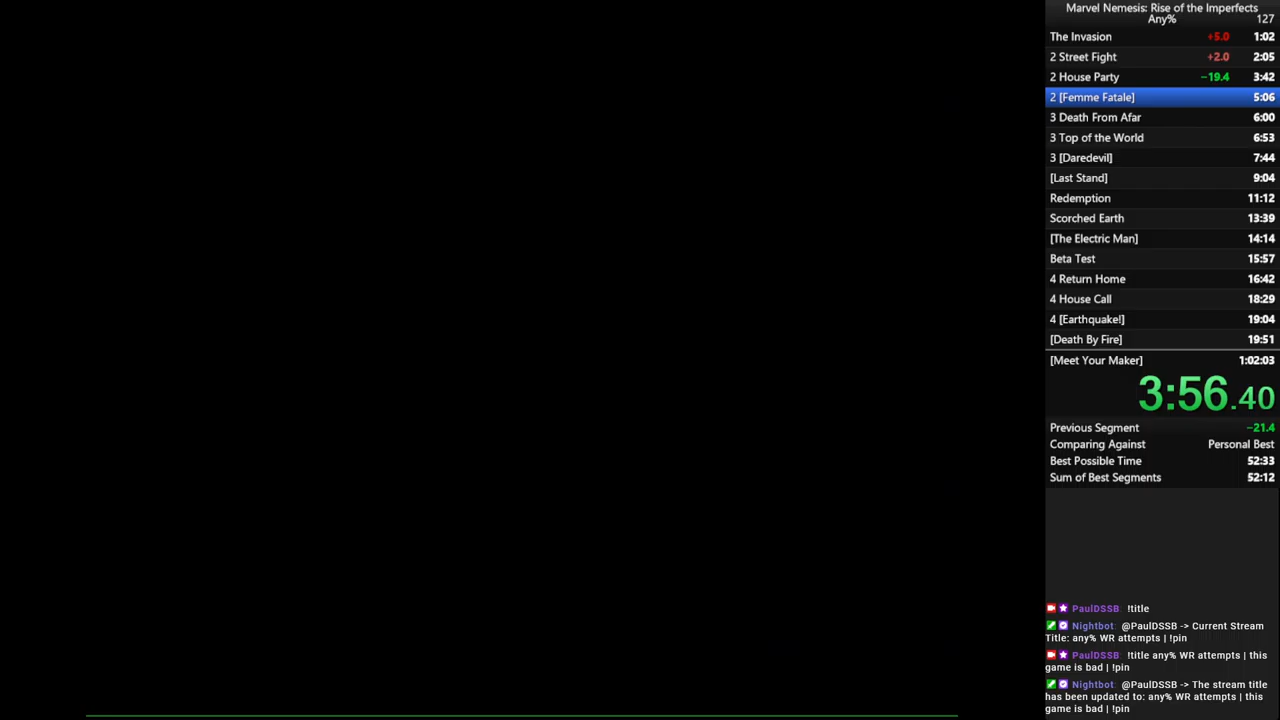 Marvel Nemesis: Rise of the Imperfects
Any% 127
The Invasion +5.0 1:02
2 Street Fight +2.0 2:05
2 House Party −19.4 3:42
2 [Femme Fatale] 5:06
3 Death From Afar 6:00
3 Top of the World 6:53
3 [Daredevil] 7:44
[Last Stand] 9:04
Redemption 11:12
Scorched Earth 13:39
[The Electric Man] 14:14
Beta Test 15:57
4 Return Home 16:42
4 House Call 18:29
4 [Earthquake!] 19:04
[Death By Fire] 19:51
[Meet Your Maker] 1:02:03
3:56.40
Previous Segment −21.4
Comparing Against Personal Best
Best Possible Time 52:33
Sum of Best Segments 52:12
PaulDSSB: !title
Nightbot: @PaulDSSB -> Current Stream
Title: any% WR attempts | !pin
PaulDSSB: !title any% WR attempts | this
game is bad | !pin
Nightbot: @PaulDSSB -> The stream title
has been updated to: any% WR attempts | this
game is bad | !pin